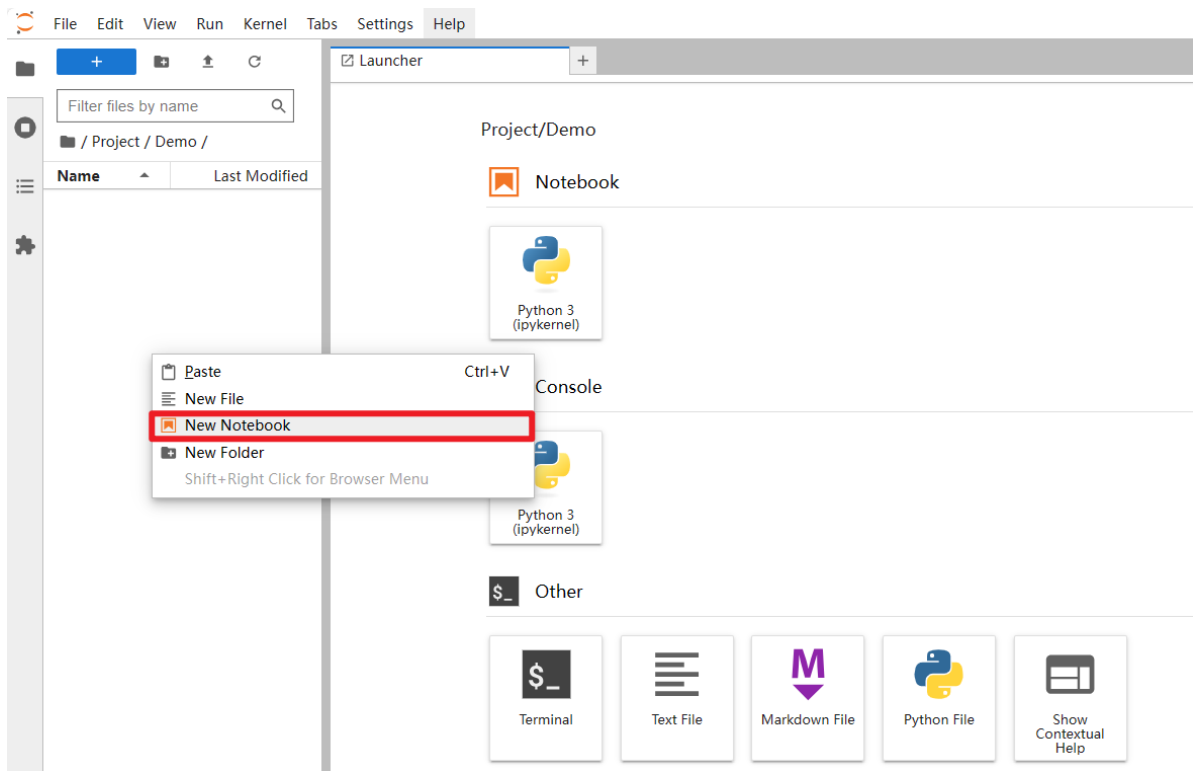 File Edit View Run Kernel Tabs Settings Help
+
Launcher
+
Filter files by name
/ Project / Demo /
Name
Last Modified
Project/Demo
Notebook
Python 3
(ipykernel)
Paste Ctrl+V
New File
New Notebook
New Folder
Shift+Right Click for Browser Menu
Console
Python 3
(ipykernel)
$_ Other
$_
Terminal
Text File
M
Markdown File
Python File
Show
Contextual
Help